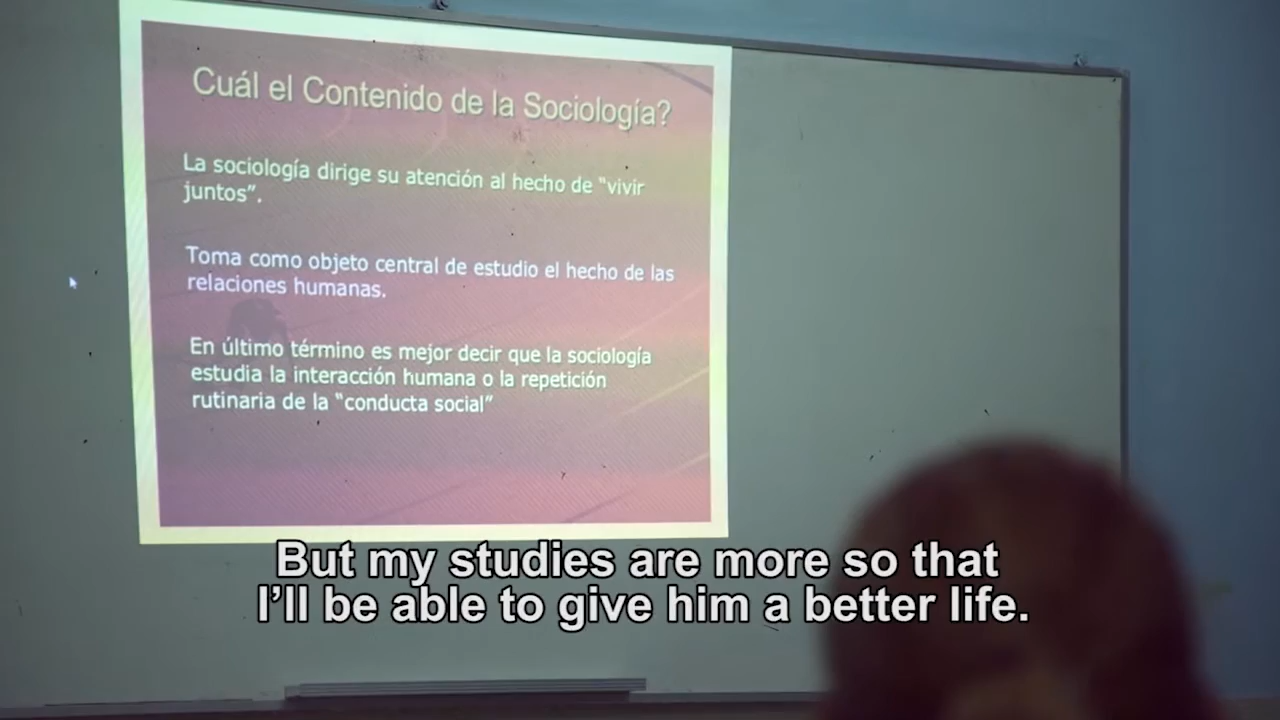 Cuál el Contenido de la Sociología?
La sociología dirige su atención al hecho de "vivir
juntos".
Toma como objeto central de estudio el hecho de las
relaciones humanas.
En último término es mejor decir que la sociología
estudia la interacción humana o la repetición
rutinaria de la "conducta social"
But my studies are more so that
I'll be able to give him a better life.